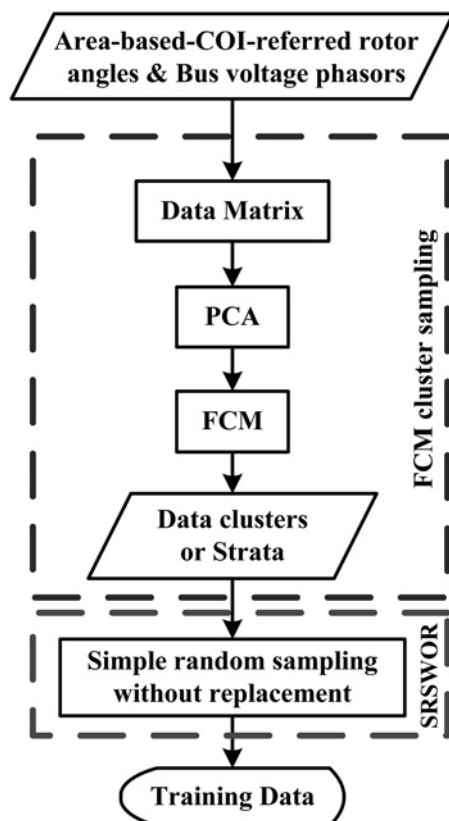 Area-based-COI-referred rotor
angles & Bus voltage phasors
Data Matrix
PCA
FCM
Data clusters
or Strata
FCM cluster sampling
Simple random sampling
without replacement
SRSWOR
Training Data